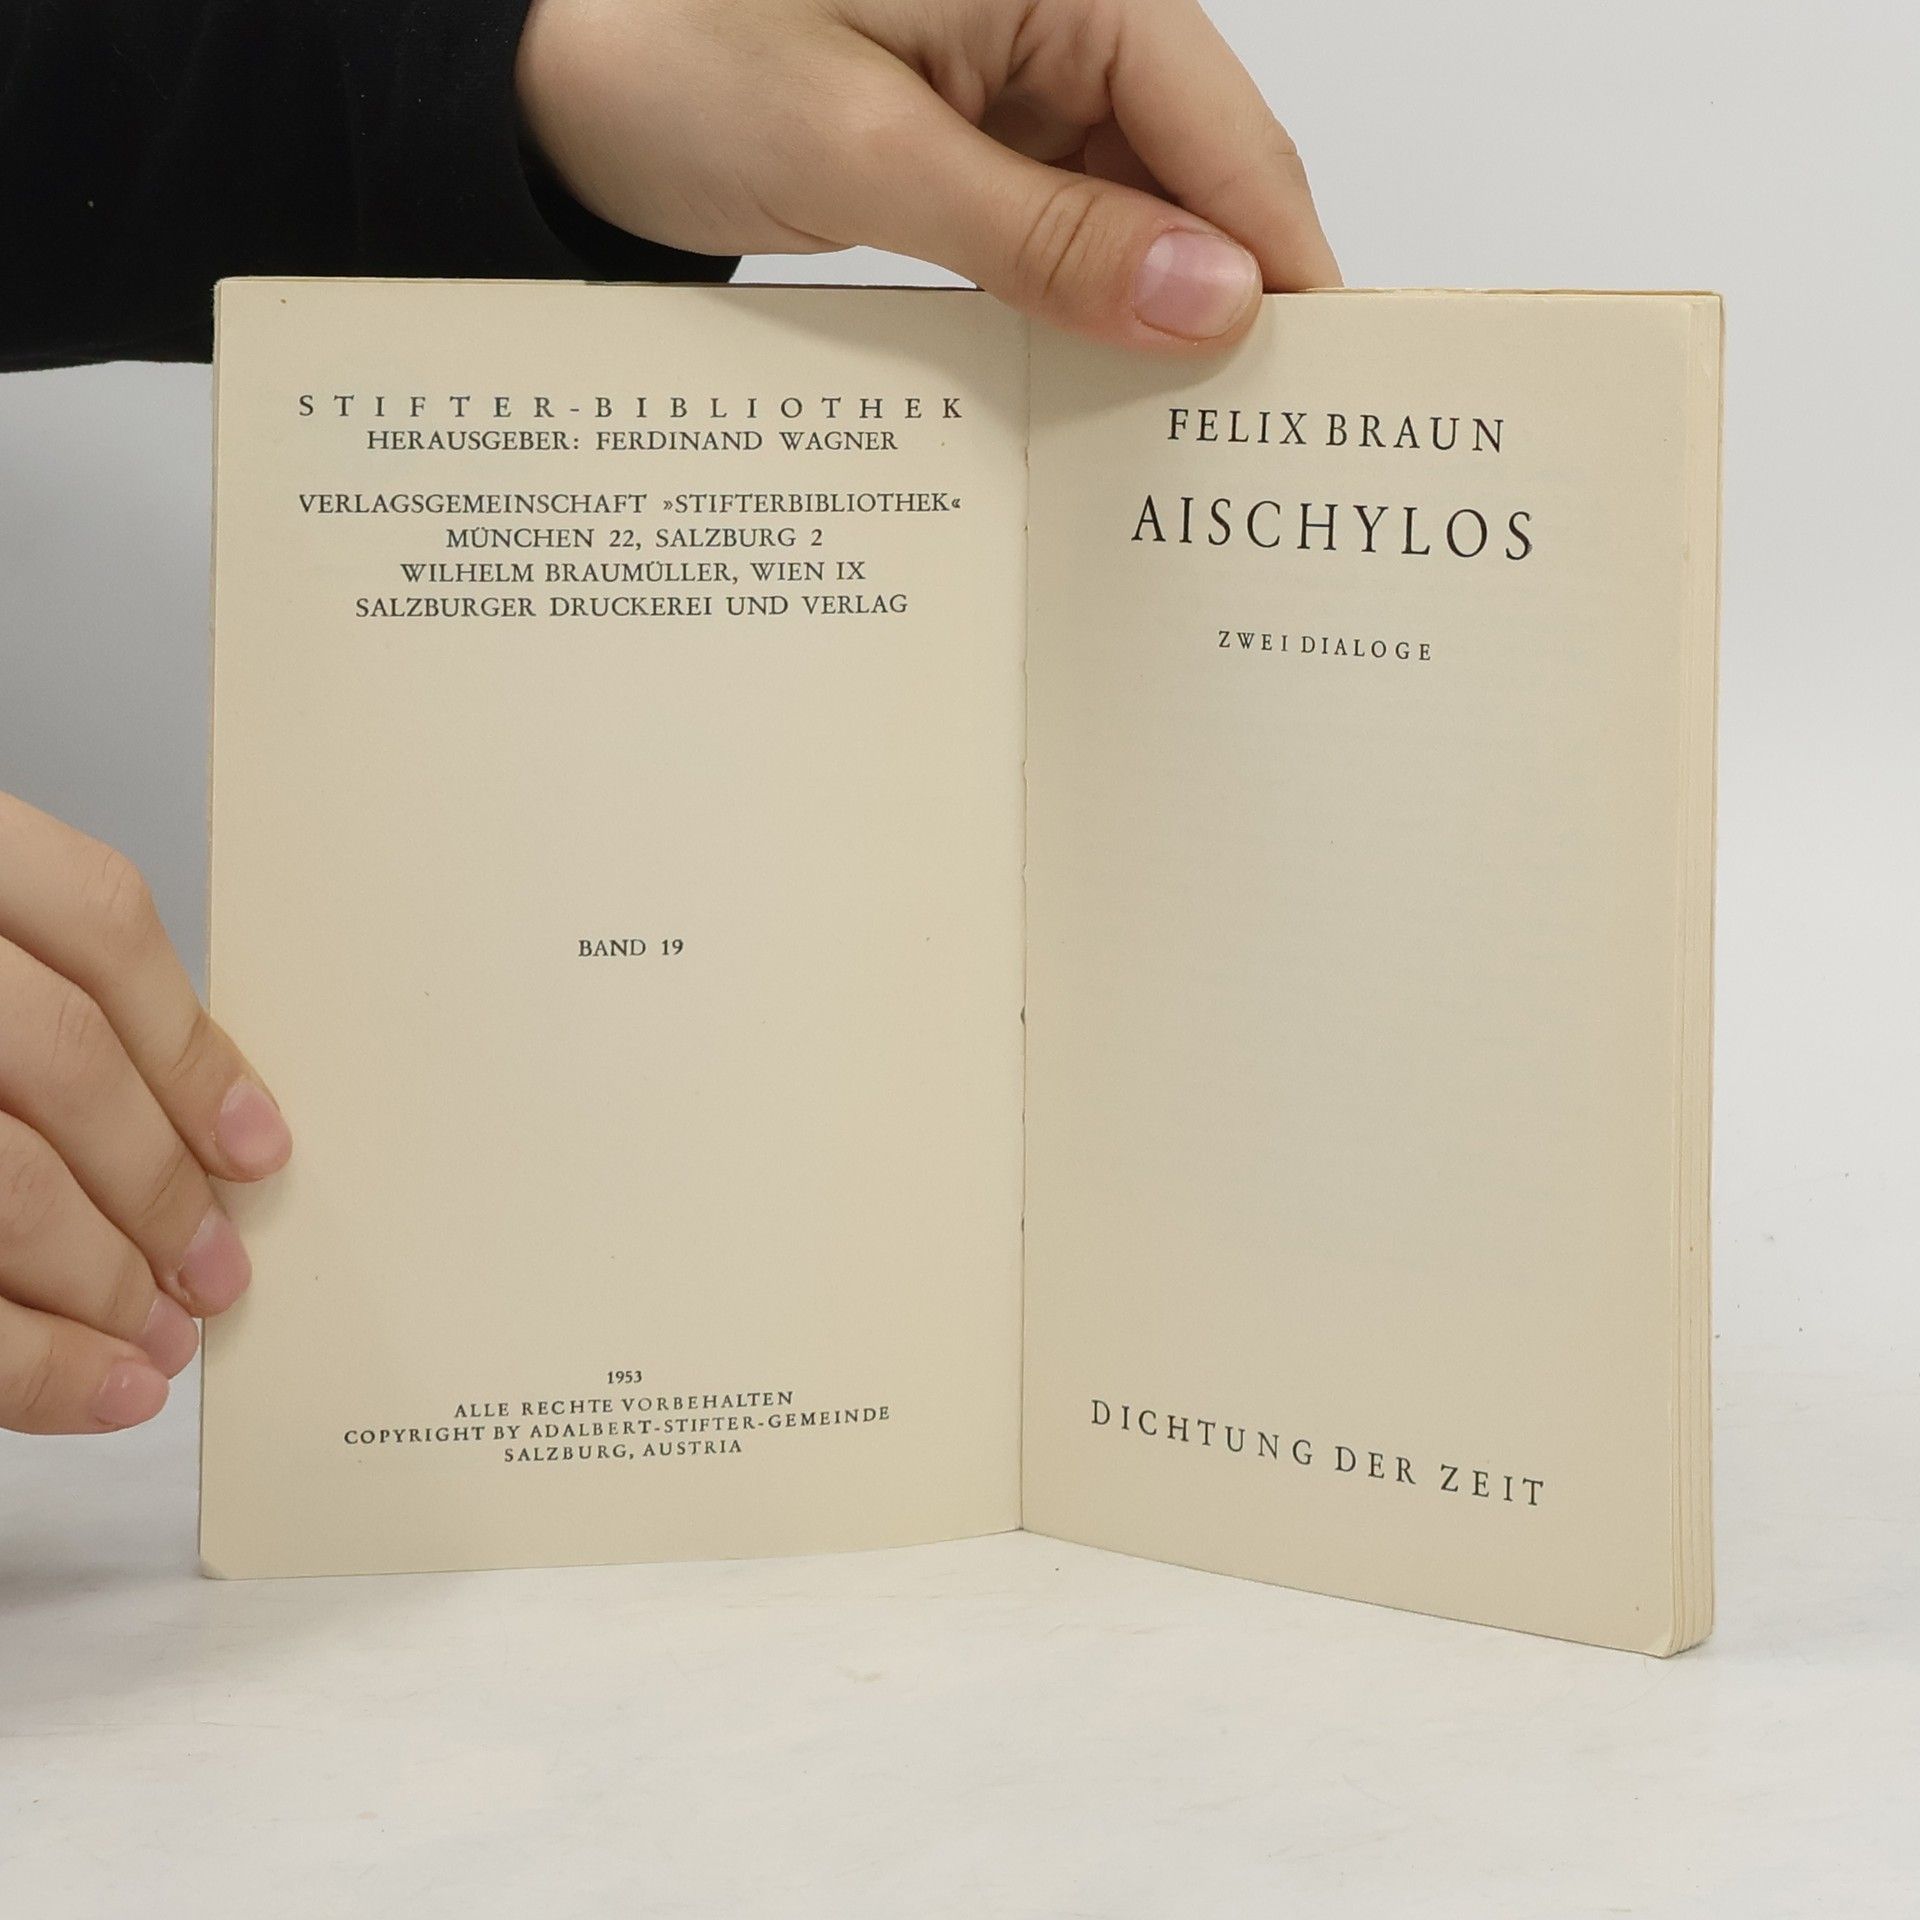 STIFTER-BIBLIOTHEK
HERAUSGEBER: FERDINAND WAGNER
VERLAGSGEMEINSCHAFT »STIFTERBIBLIOTHEK«
MÜNCHEN 22, SALZBURG 2
WILHELM BRAUMÜLLER, WIEN IX
SALZBURGER DRUCKEREI UND VERLAG
BAND 19
1953
ALLE RECHTE VORBEHALTEN
COPYRIGHT BY ADALBERT-STIFTER-GEMEINDE
SALZBURG, AUSTRIA
FELIX BRAUN
AISCHYLOS
ZWEI DIALOGE
DICHTUNG DER ZEIT